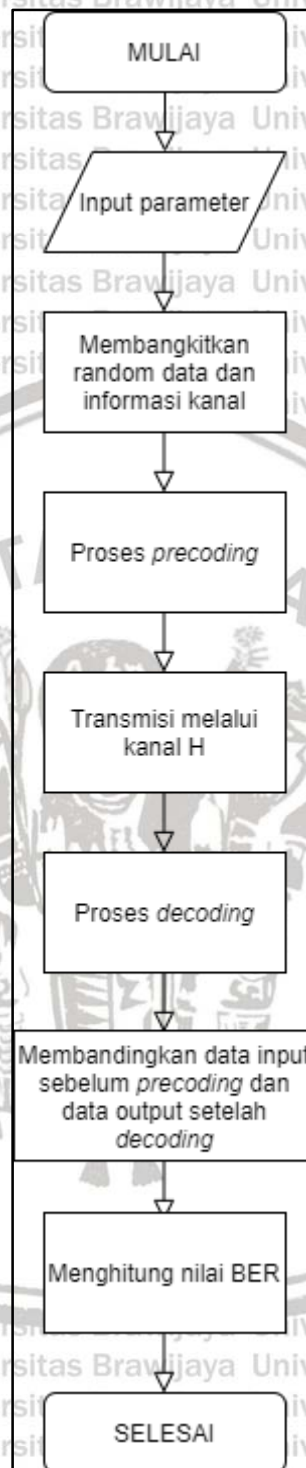 MULAI
Input parameter
Membangkitkan
random data dan
informasi kanal
Proses precoding
Transmisi melalui
kanal H
Proses decoding
Membandingkan data input
sebelum precoding dan
data output setelah
decoding
Menghitung nilai BER
SELESAI